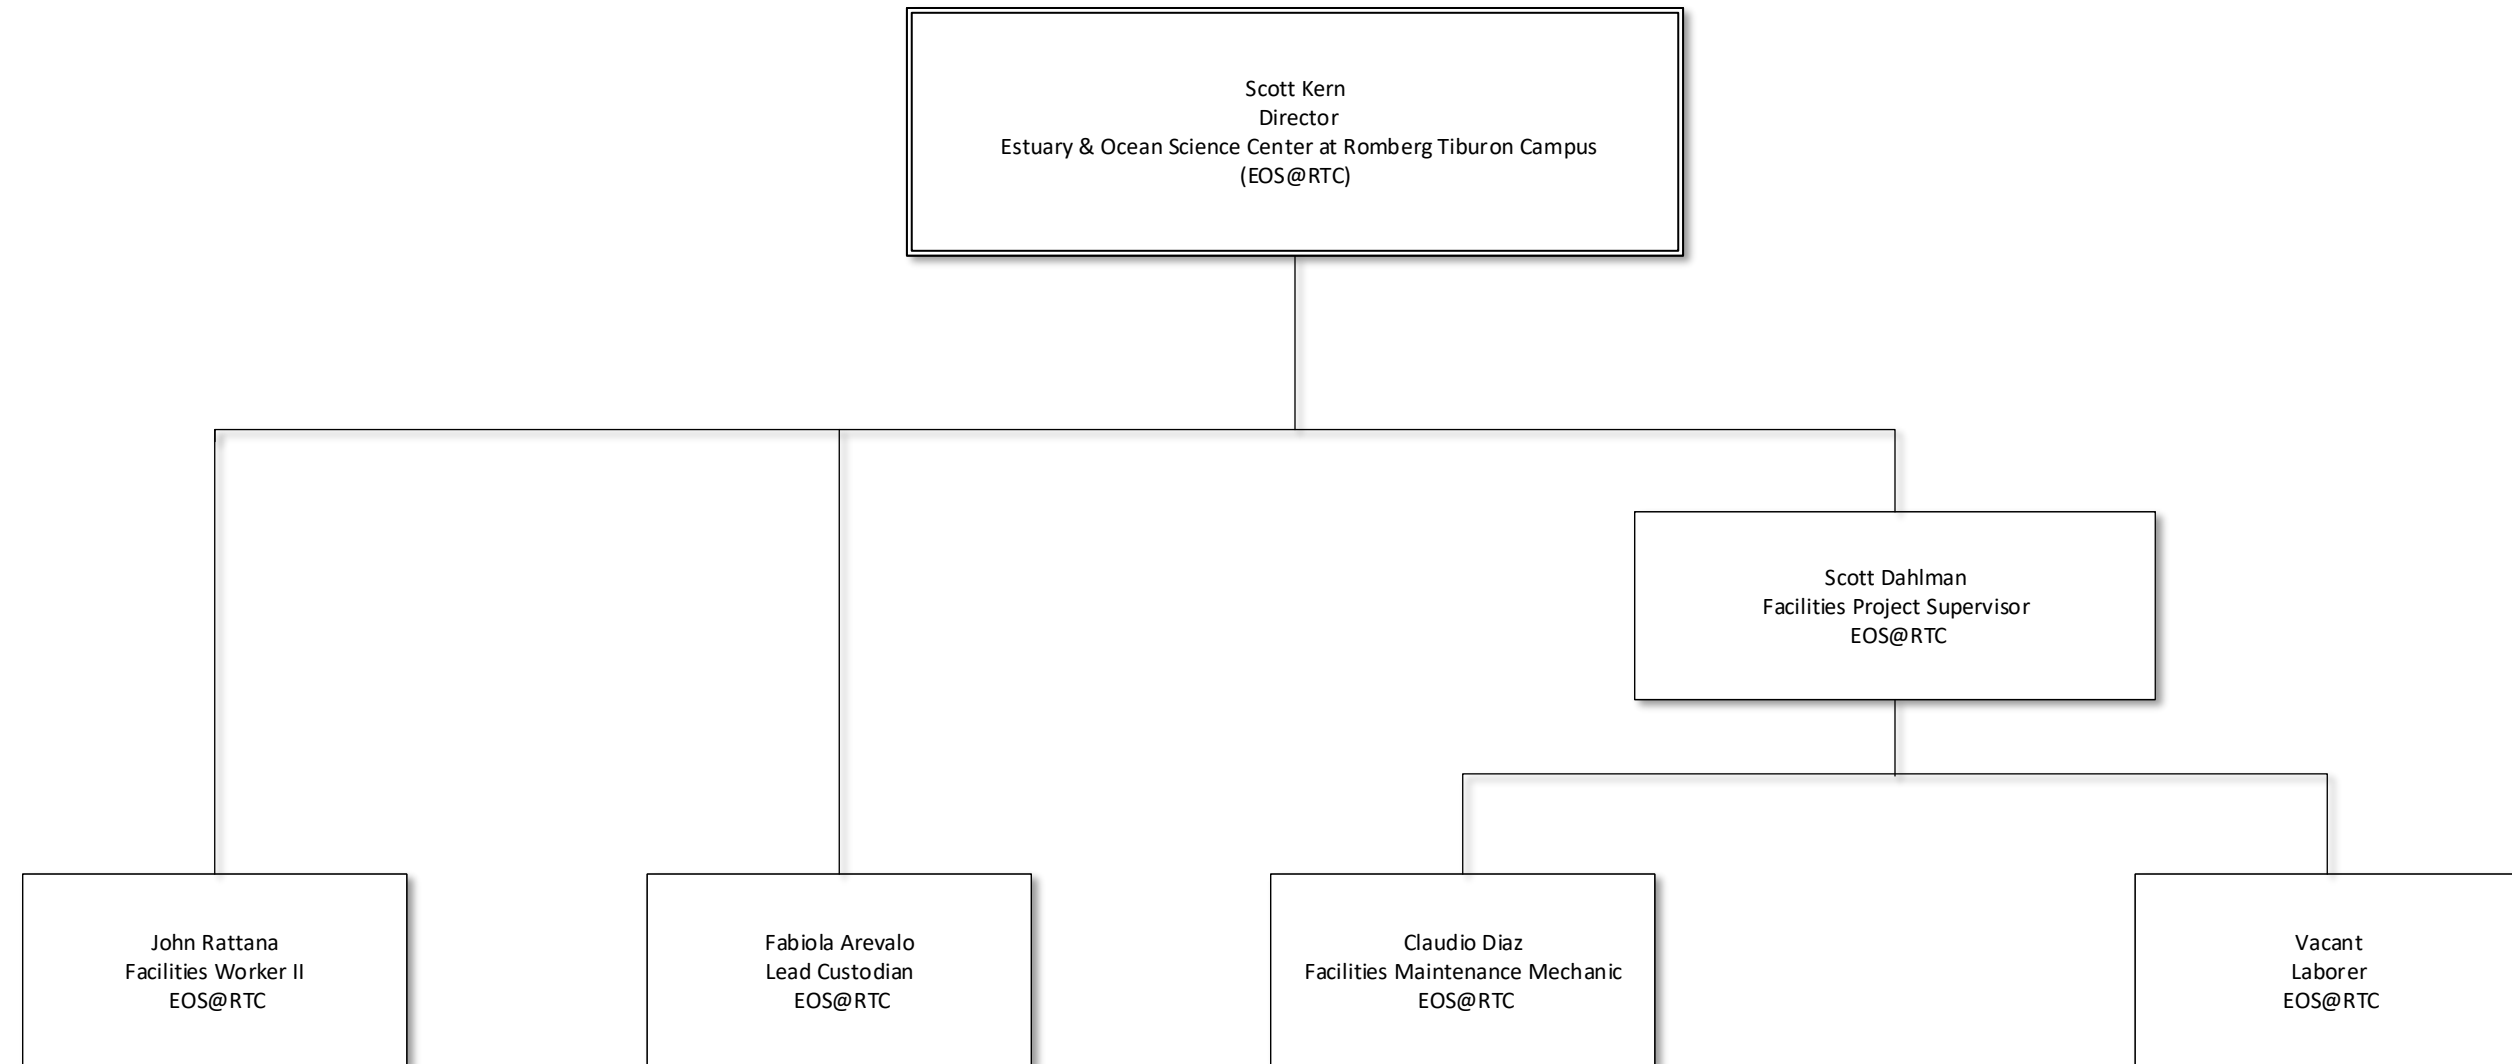 Scott Kern
Director
Estuary & Ocean Science Center at Romberg Tiburon Campus
(EOS@RTC)
Scott Dahlman
Facilities Project Supervisor
EOS@RTC
John Rattana
Facilities Worker II
EOS@RTC
Fabiola Arevalo
Lead Custodian
EOS@RTC
Claudio Diaz
Facilities Maintenance Mechanic
EOS@RTC
Vacant
Laborer
EOS@RTC